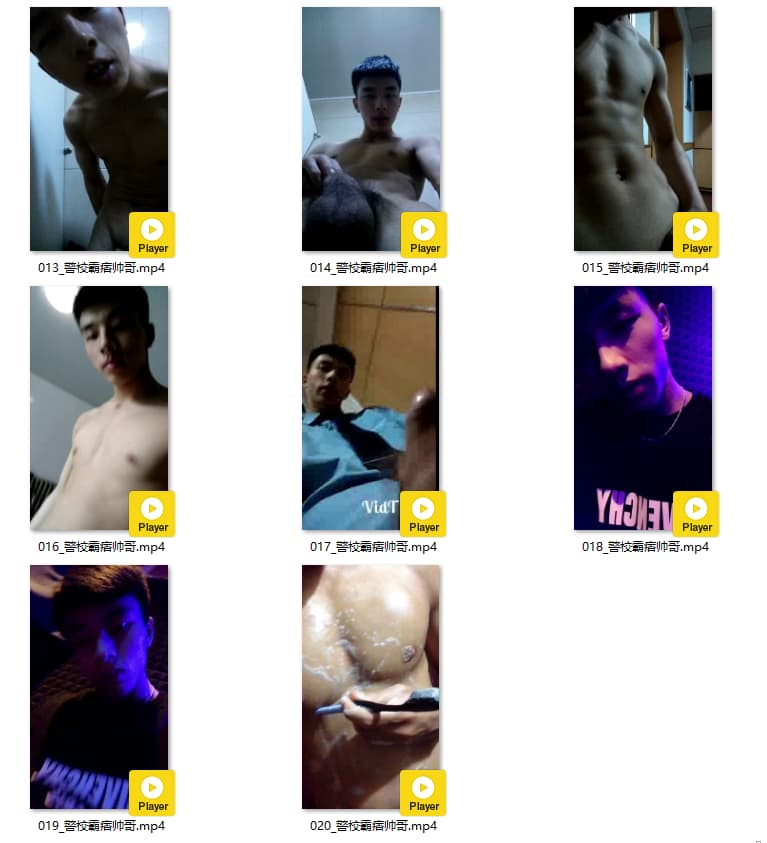 Player
Player
Player
013_警校霸痞帅哥.mp4
014_警校霸痞帅哥.mp4
015_警校霸痞帅哥.mp4
Player
VidT
Player
VENCHY
Player
016_警校霸痞帅哥.mp4
017_警校霸痞帅哥.mp4
018_警校霸痞帅哥.mp4
Player
Player
019_警校霸痞帅哥.mp4
020_警校霸痞帅哥.mp4